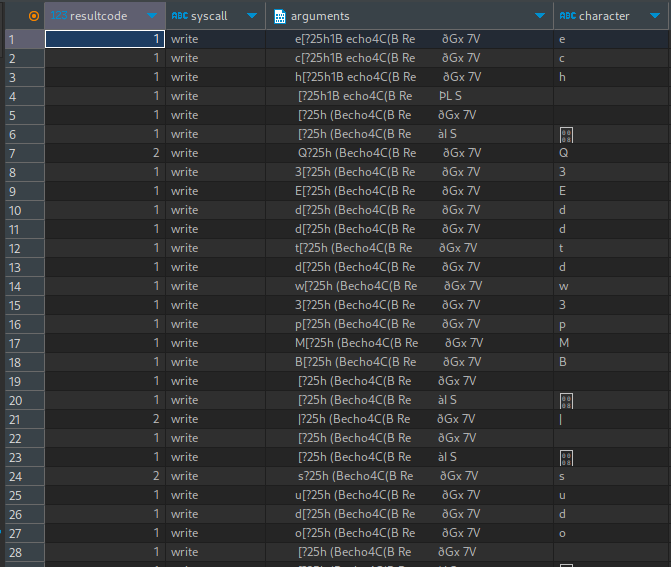 123 resultcode ABC syscall arguments ABC character
1 1 write e[?25h1B echo4C(B Re ðGx 7V e
2 1 write c[?25h1B echo4C(B Re ðGx 7V c
3 1 write h[?25h1B echo4C(B Re ðGx 7V h
4 1 write [?25h1B echo4C(B Re ÞL S
5 1 write [?25h (Becho4C(B Re ðGx 7V
6 1 write [?25h (Becho4C(B Re àI S 0008
7 2 write Q?25h (Becho4C(B Re ðGx 7V Q
8 1 write 3[?25h (Becho4C(B Re ðGx 7V 3
9 1 write E[?25h (Becho4C(B Re ðGx 7V E
10 1 write d[?25h (Becho4C(B Re ðGx 7V d
11 1 write d[?25h (Becho4C(B Re ðGx 7V d
12 1 write t[?25h (Becho4C(B Re ðGx 7V t
13 1 write d[?25h (Becho4C(B Re ðGx 7V d
14 1 write w[?25h (Becho4C(B Re ðGx 7V w
15 1 write 3[?25h (Becho4C(B Re ðGx 7V 3
16 1 write p[?25h (Becho4C(B Re ðGx 7V p
17 1 write M[?25h (Becho4C(B Re ðGx 7V M
18 1 write B[?25h (Becho4C(B Re ðGx 7V B
19 1 write [?25h (Becho4C(B Re ðGx 7V
20 1 write [?25h (Becho4C(B Re àI S 0008
21 2 write |?25h (Becho4C(B Re ðGx 7V |
22 1 write [?25h (Becho4C(B Re ðGx 7V
23 1 write [?25h (Becho4C(B Re àI S 0008
24 2 write s?25h (Becho4C(B Re ðGx 7V s
25 1 write u[?25h (Becho4C(B Re ðGx 7V u
26 1 write d[?25h (Becho4C(B Re ðGx 7V d
27 1 write o[?25h (Becho4C(B Re ðGx 7V o
28 1 write [?25h (Becho4C(B Re ðGx 7V